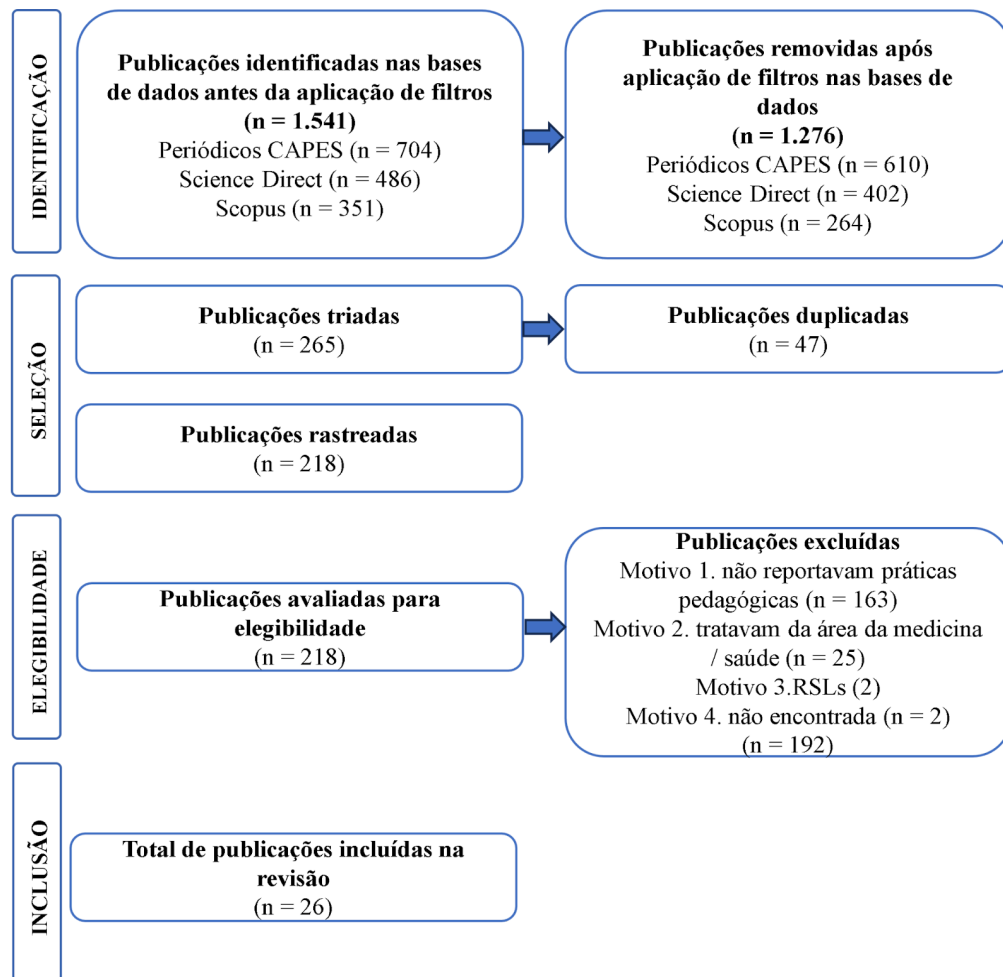 IDENTIFICAÇÃO
Publicações identificadas nas bases
de dados antes da aplicação de filtros
(n = 1.541)
Periódicos CAPES (n = 704)
Science Direct (n = 486)
Scopus (n = 351)
Publicações removidas após
aplicação de filtros nas bases de
dados
(n = 1.276)
Periódicos CAPES (n = 610)
Science Direct (n = 402)
Scopus (n = 264)
SELEÇÃO
Publicações triadas
(n = 265)
Publicações duplicadas
(n = 47)
Publicações rastreadas
(n = 218)
ELEGIBILIDADE
Publicações avaliadas para
elegibilidade
(n = 218)
Publicações excluídas
Motivo 1. não reportavam práticas
pedagógicas (n = 163)
Motivo 2. tratavam da área da medicina
/ saúde (n = 25)
Motivo 3.RSLs (2)
Motivo 4. não encontrada (n = 2)
(n = 192)
INCLUSÃO
Total de publicações incluídas na
revisão
(n = 26)